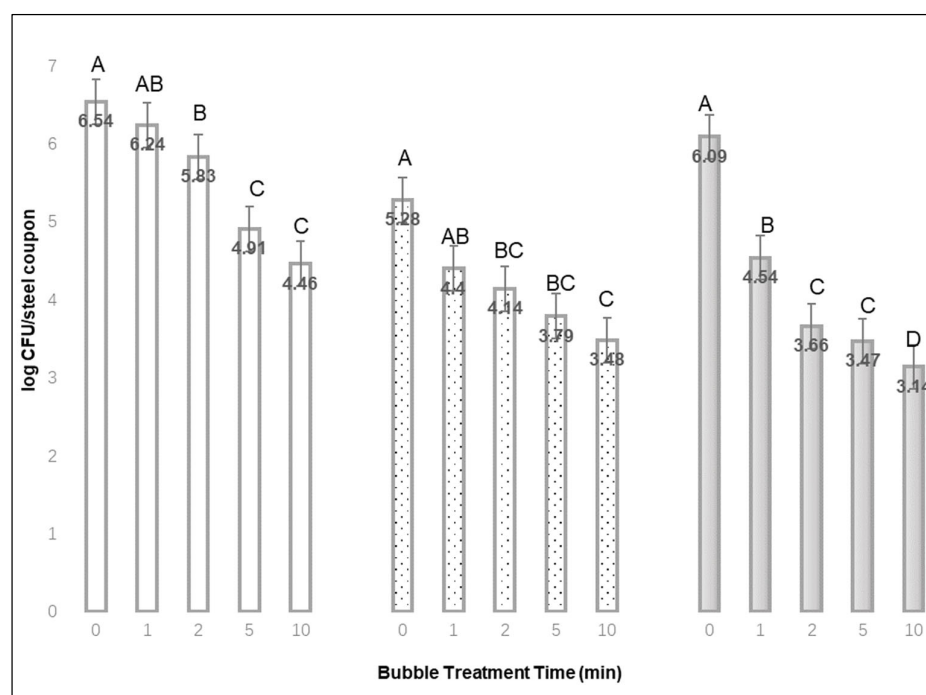 log CFU/steel coupon
7
6
5
4
3
2
1
0
A
AB
B
C
C
6.54
6.24
5.83
4.91
4.46
0
1
2
5
10
A
AB
BC
BC
C
5.28
4.4
4.14
3.79
3.48
0
1
2
5
10
A
B
C
C
D
6.09
4.54
3.66
3.47
3.14
0
1
2
5
10
Bubble Treatment Time (min)